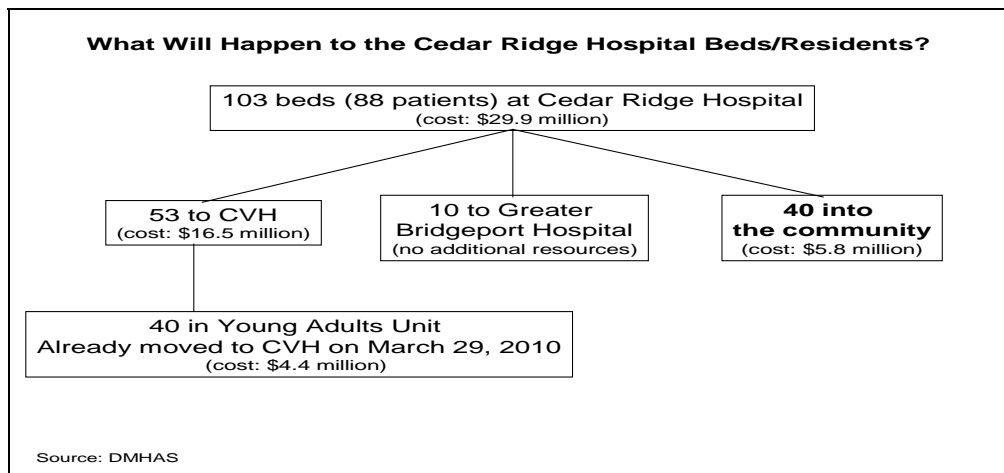 What Will Happen to the Cedar Ridge Hospital Beds/Residents?
103 beds (88 patients) at Cedar Ridge Hospital
(cost: $29.9 million)
53 to CVH
(cost: $16.5 million)
10 to Greater
Bridgeport Hospital
(no additional resources)
40 into
the community
(cost: $5.8 million)
40 in Young Adults Unit
Already moved to CVH on March 29, 2010
(cost: $4.4 million)
Source: DMHAS